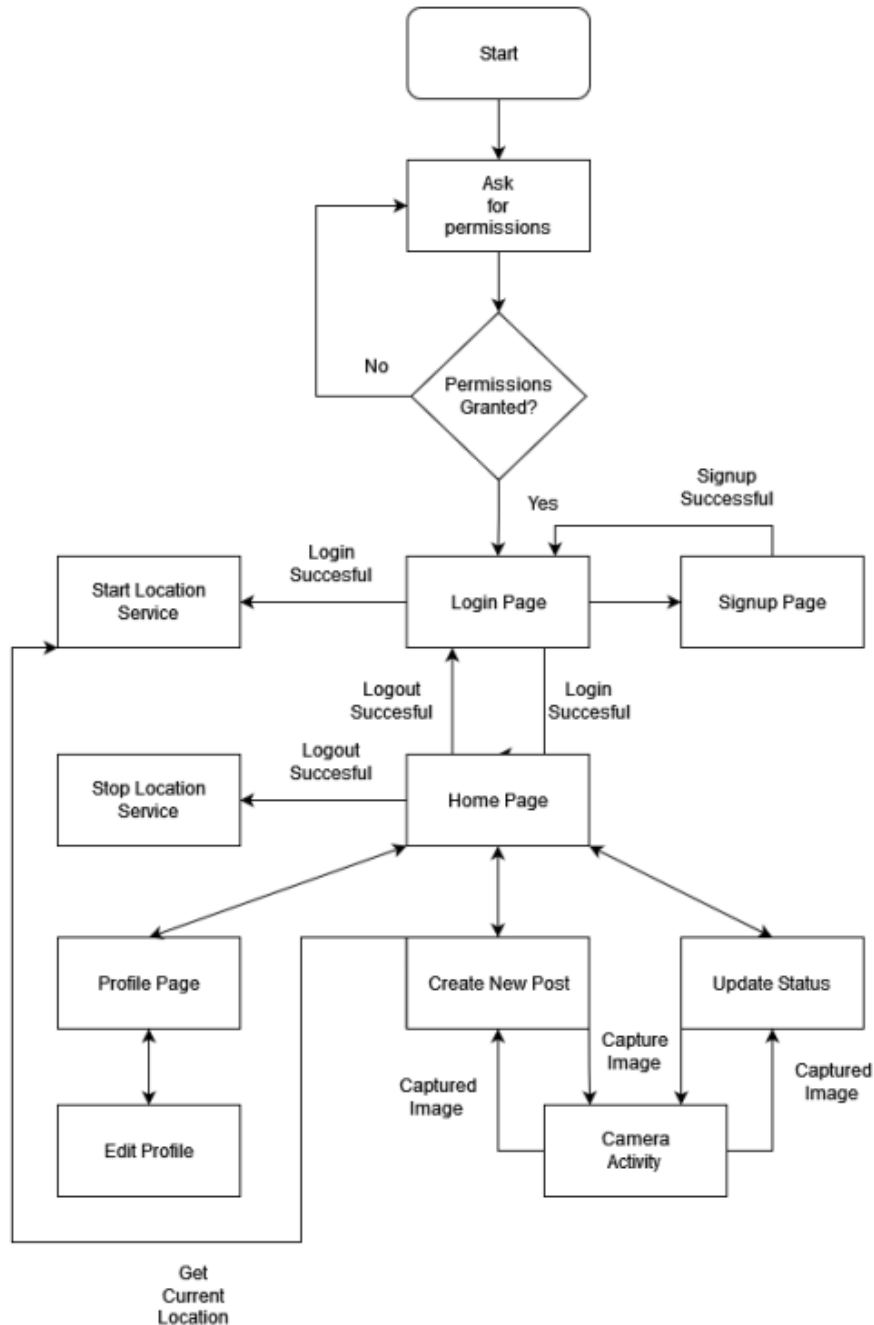 Start
Ask
for
permissions
No
Permissions
Granted?
Yes
Signup
Successful
Start Location
Service
Login
Succesful
Login Page
Signup Page
Logout
Succesful
Login
Succesful
Stop Location
Service
Logout
Succesful
Home Page
Profile Page
Create New Post
Update Status
Captured
Image
Capture
Image
Captured
Image
Edit Profile
Camera
Activity
Get
Current
Location